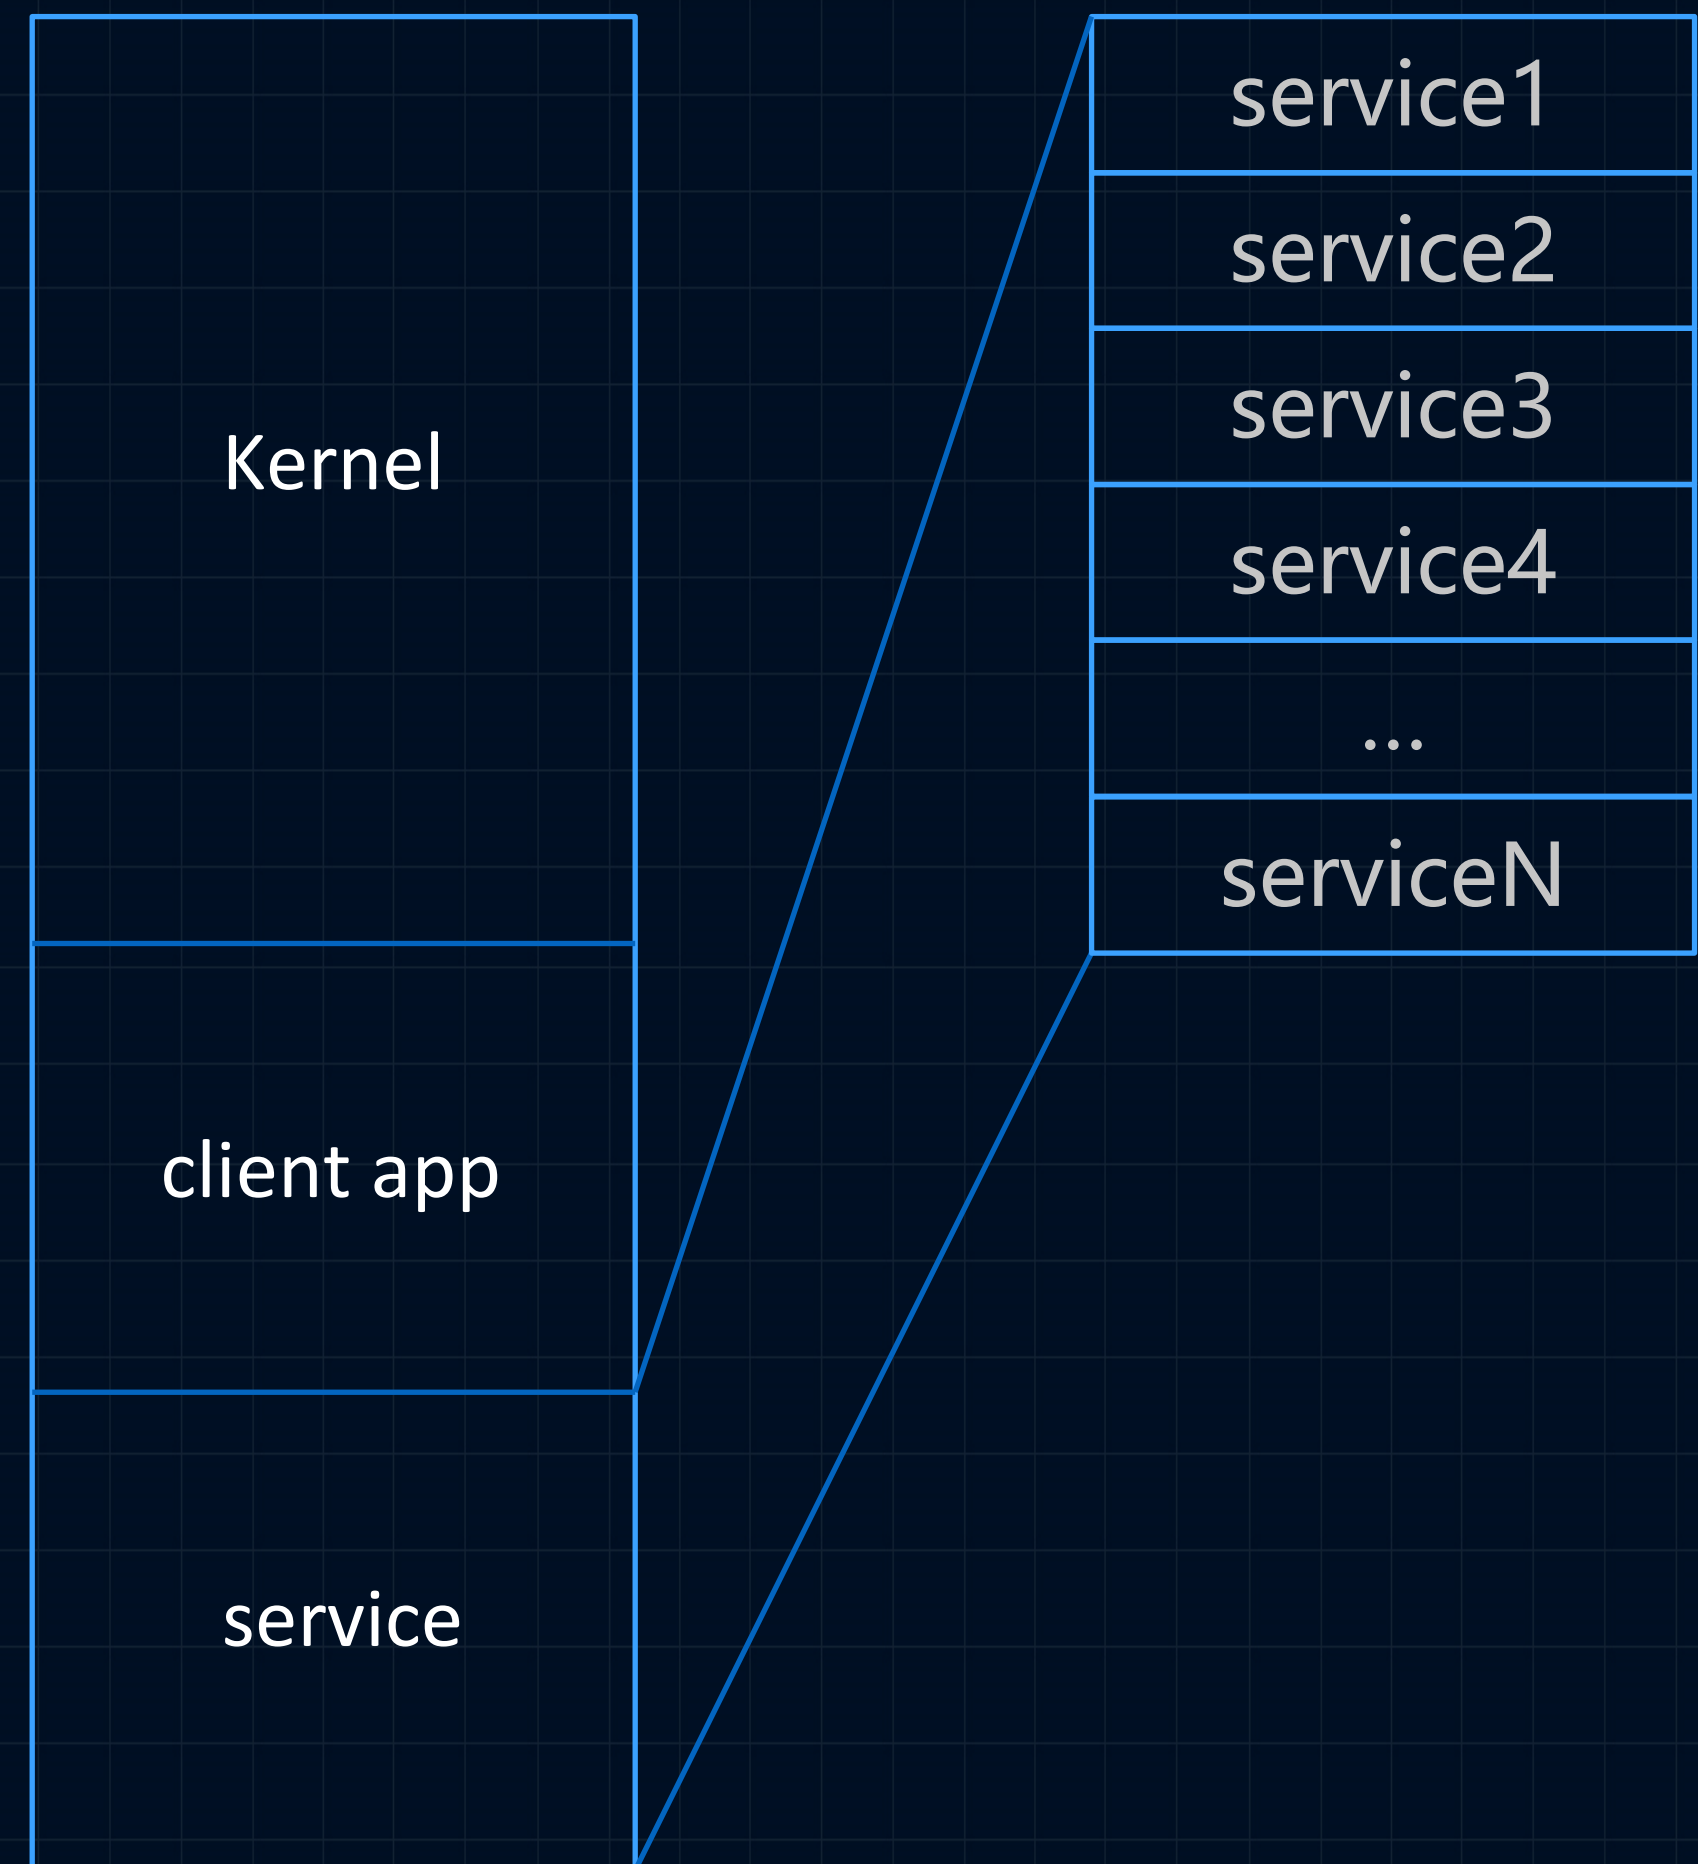 Kernel
client app
service
service1
service2
service3
service4
...
serviceN